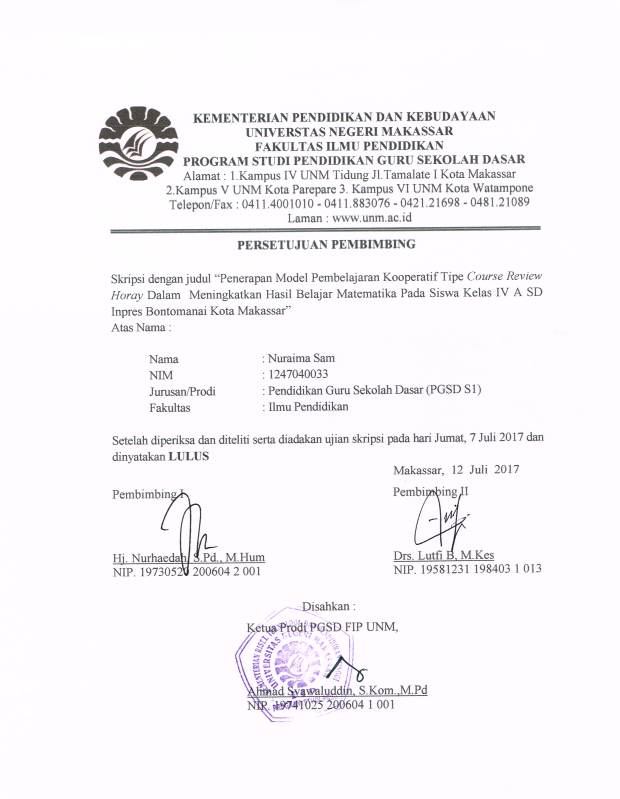 KEMENTERIAN PENDIDIKAN DAN KEBUDAYAAN
UNIVERSTAS NEGERI MAKASSAR
FAKULTAS ILMU PENDIDIKAN
PROGRAM STUDI PENDIDIKAN GURU SEKOLAH DASAR
Alamat : 1.Kampus IV UNM Tidung Jl.Tamalate I Kota Makassar
2.Kampus V UNM Kota Parepare 3. Kampus VI UNM Kota Watampone
Telepon/Fax : 0411.4001010 - 0411.883076 - 0421.21698 - 0481.21089
Laman : www.unm.ac.id
PERSETUJUAN PEMBIMBING
Skripsi dengan judul “Penerapan Model Pembelajaran Kooperatif Tipe Course Review
Horay Dalam Meningkatkan Hasil Belajar Matematika Pada Siswa Kelas IV A SD
Inpres Bontomanai Kota Makassar”
Atas Nama :
Nama : Nuraima Sam
NIM : 1247040033
Jurusan/Prodi : Pendidikan Guru Sekolah Dasar (PGSD S1)
Fakultas : Ilmu Pendidikan
Setelah diperiksa dan diteliti serta diadakan ujian skripsi pada hari Jumat, 7 Juli 2017 dan
dinyatakan LULUS
Makassar, 12 Juli 2017
Pembimbing I Pembimbing II
Hj. Nurhaedah, S.Pd., M.Hum Drs. Lutfi B, M.Kes
NIP. 200604 2 001 NIP. 19581231 198403 1 013
Disahkan :
Ketua Prodi PGSD FIP UNM,
UNIVERSITAS NEGERI
Ahmad Syawaluddin, S.Kom.,M.Pd
NIP. 19741025 200604 1 001